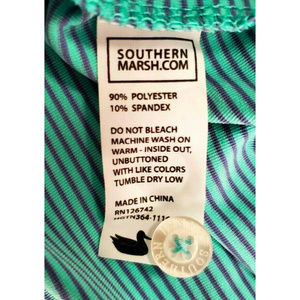 SOUTHERN
MARSH.COM
90% POLYESTER
10% SPANDEX
DO NOT BLEACH
MACHINE WASH ON
WARM - INSIDE OUT,
UNBUTTONED
WITH LIKE COLORS
TUMBLE DRY LOW
MADE IN CHINA
RN126742
SOUTHERN